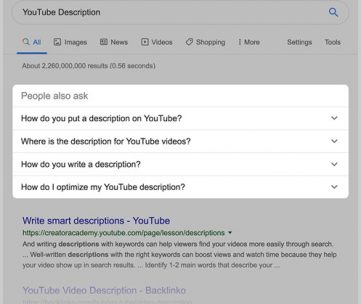 YouTube Description
All Images News Videos Shopping More Settings Tools
About 2,260,000,000 results (0.56 seconds)
People also ask
How do you put a description on YouTube?
Where is the description for YouTube videos?
How do you write a description?
How do I optimize my YouTube description?
Write smart descriptions - YouTube
https://creatoracademy.youtube.com/page/lesson/descriptions
And writing descriptions with keywords can help viewers find your videos more easily through search.
... Well-written descriptions with the right keywords can boost views and watch time because they help
your video show up in search results. ... Identify 1-2 main words that describe your ...
YouTube Video Description - Backlinko